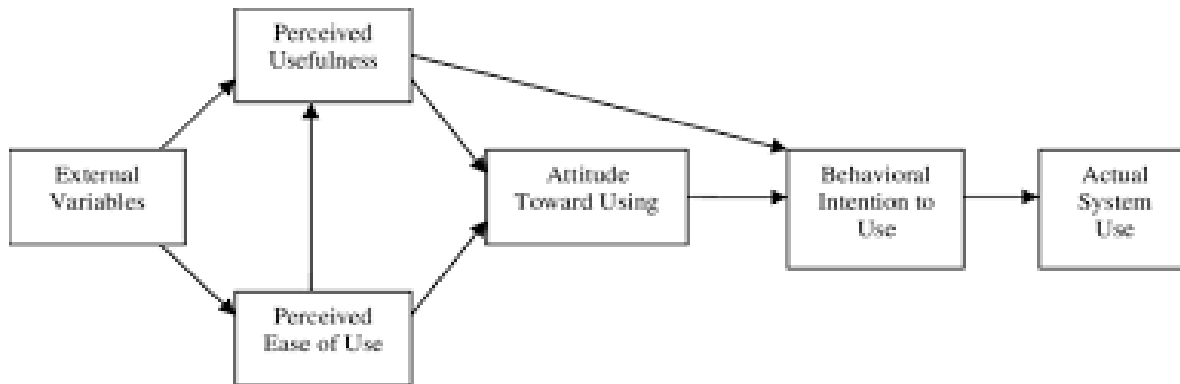 Perceived
Usefulness
External
Variables
Attitude
Toward Using
Behavioral
Intention to
Use
Actual
System
Use
Perceived
Ease of Use